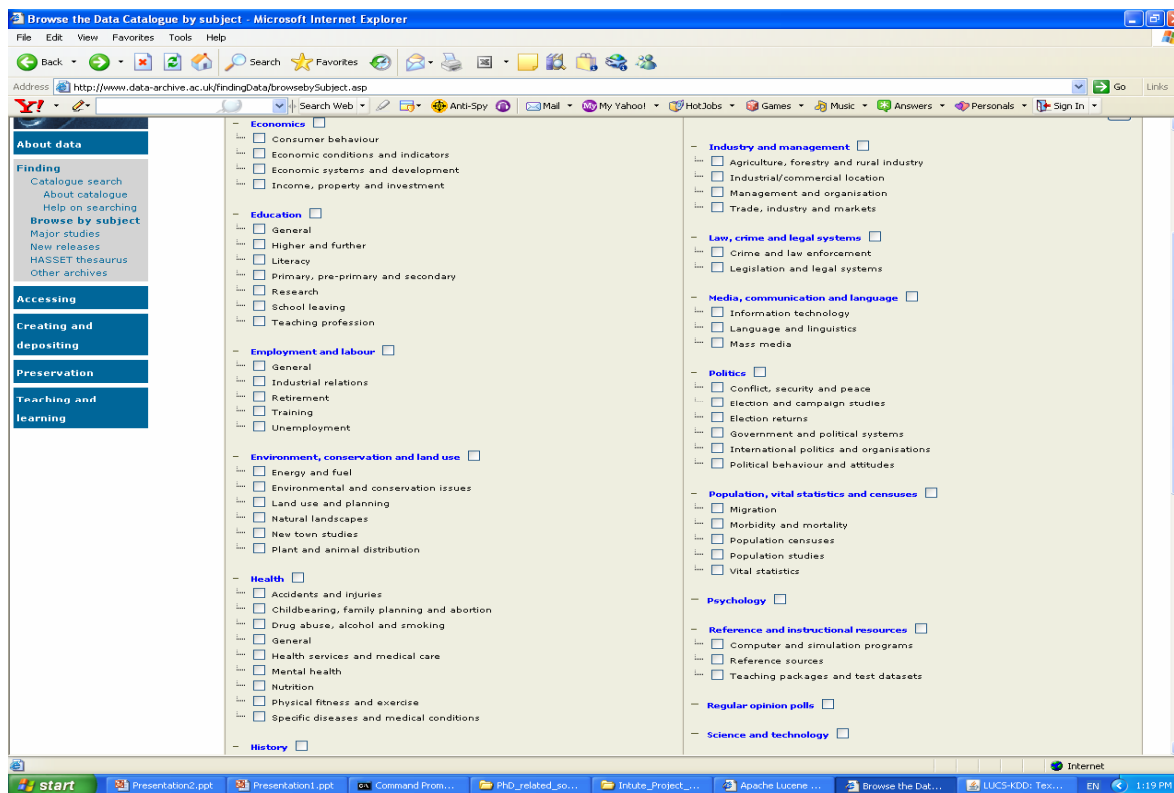 Browse the Data Catalogue by subject - Microsoft Internet Explorer
File Edit View Favorites Tools Help
Back Search Favorites
Address http://www.data-archive.ac.uk/findingData/browsebySubject.asp Go Links
Y! Search Web Anti-Spy Mail My Yahoo! HotJobs Games Music Answers Personals Sign In
About data
Finding
Catalogue search
About catalogue
Help on searching
Browse by subject
Major studies
New releases
HASSET thesaurus
Other archives
Accessing
Creating and
depositing
Preservation
Teaching and
learning
Economics
Consumer behaviour
Economic conditions and indicators
Economic systems and development
Income, property and investment
Education
General
Higher and further
Literacy
Primary, pre-primary and secondary
Research
School leaving
Teaching profession
Employment and labour
General
Industrial relations
Retirement
Training
Unemployment
Environment, conservation and land use
Energy and fuel
Environmental and conservation issues
Land use and planning
Natural landscapes
New town studies
Plant and animal distribution
Health
Accidents and injuries
Childbearing, family planning and abortion
Drug abuse, alcohol and smoking
General
Health services and medical care
Mental health
Nutrition
Physical fitness and exercise
Specific diseases and medical conditions
History
Industry and management
Agriculture, forestry and rural industry
Industrial/commercial location
Management and organisation
Trade, industry and markets
Law, crime and legal systems
Crime and law enforcement
Legislation and legal systems
Media, communication and language
Information technology
Language and linguistics
Mass media
Politics
Conflict, security and peace
Election and campaign studies
Election returns
Government and political systems
International politics and organisations
Political behaviour and attitudes
Population, vital statistics and censuses
Migration
Morbidity and mortality
Population censuses
Population studies
Vital statistics
Psychology
Reference and instructional resources
Computer and simulation programs
Reference sources
Teaching packages and test datasets
Regular opinion polls
Science and technology
Internet
start Presentation2.ppt Presentation1.ppt Command Prom... PhD_related_so... Intute_Project_... Apache Lucene ... Browse the Dat... LUCS-KDD: Tex... EN 1:19 PM